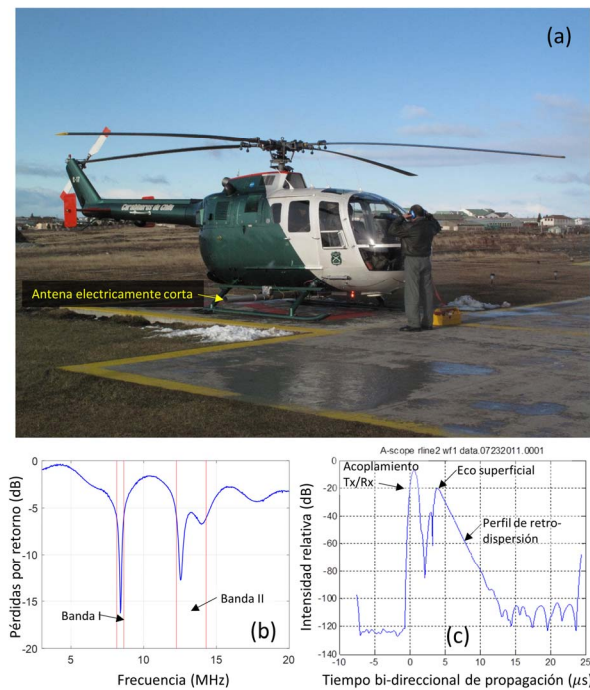 (a)
Carabineros de Chile
Antena electricamente corta
0
-5
-10
-15
-20
Pérdidas por retorno (dB)
Banda I
Banda II
(b)
5
10
15
20
Frecuencia (MHz)
A-scope rline2 wf1 data.07232011.0001
Acoplamiento
Tx/Rx
Eco superficial
Perfil de retro-
dispersión
0
-20
-40
-60
-80
-100
-120
-140
Intensidad relativa (dB)
(c)
-10
-5
0
5
10
15
20
25
Tiempo bi-direccional de propagación (μs)